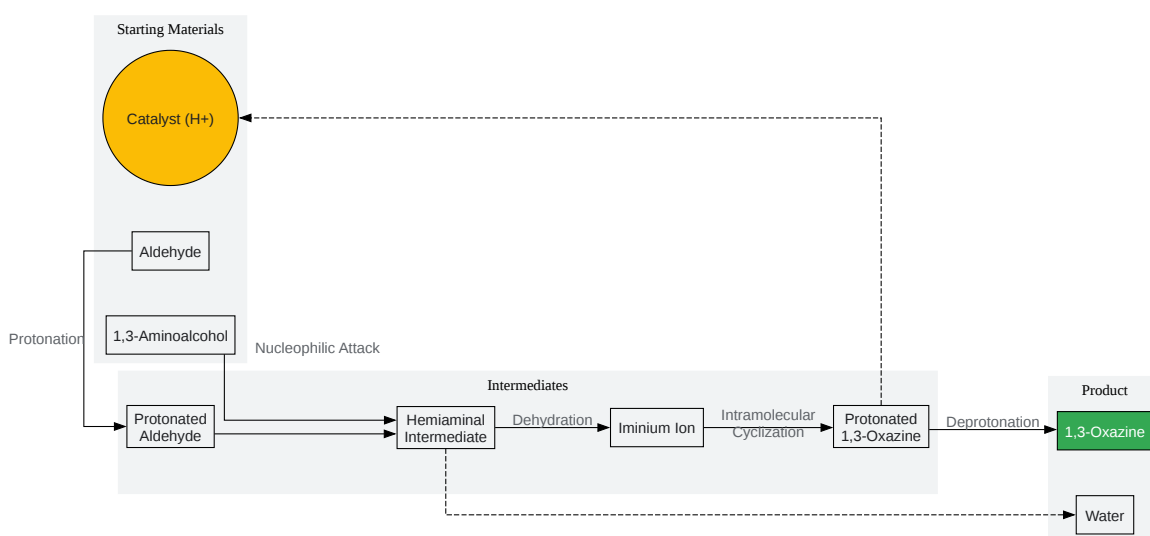 Starting Materials
Catalyst (H+)
Aldehyde
1,3-Aminoalcohol
Protonation
Nucleophilic Attack
Intermediates
Protonated
Aldehyde
Hemiaminal
Intermediate
Dehydration
Iminium Ion
Intramolecular
Cyclization
Protonated
1,3-Oxazine
Deprotonation
Product
1,3-Oxazine
Water